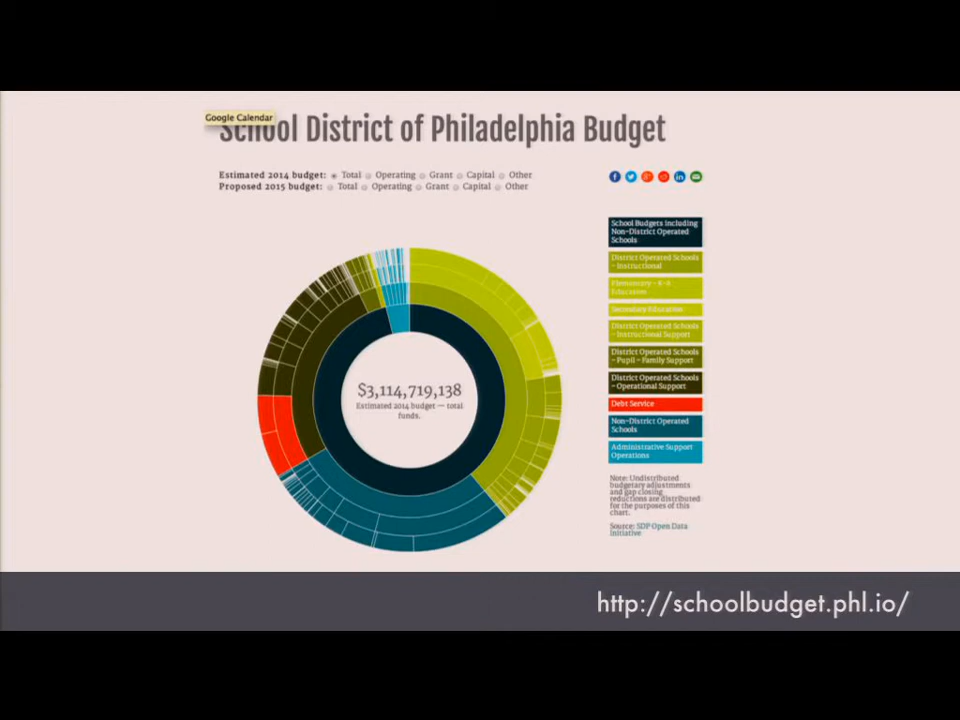 Google Calendar
School District of Philadelphia Budget
Estimated 2014 budget: Total Operating Grant Capital Other
Proposed 2015 budget: Total Operating Grant Capital Other
School Budgets including
Non-District Operated
Schools
District Operated Schools
- Instructional
Elementary - K-8
Education
Secondary Education
District Operated Schools
- Instructional Support
District Operated Schools
- Pupil - Family Support
District Operated Schools
- Operational Support
Debt Service
Non-District Operated
Schools
Administrative Support
Operations
$3,114,719,138
Estimated 2014 budget — total
funds.
Note: Undistributed
budgetary adjustments
and gap closing
reductions are distributed
for the purposes of this
chart.
Source: SDP Open Data
Initiative
http://schoolbudget.phl.io/